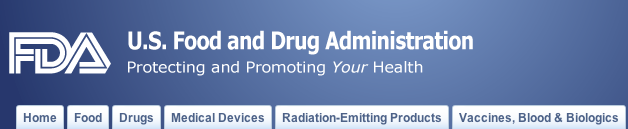 FDA
U.S. Food and Drug Administration
Protecting and Promoting Your Health
Home Food Drugs Medical Devices Radiation-Emitting Products Vaccines, Blood & Biologics